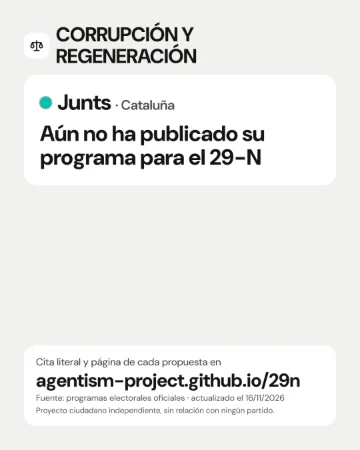 CORRUPCIÓN Y
REGENERACIÓN
Junts · Cataluña
Aún no ha publicado su
programa para el 29-N
Cita literal y página de cada propuesta en
agentism-project.github.io/29n
Fuente: programas electorales oficiales · actualizado el 16/11/2026
Proyecto ciudadano independiente, sin relación con ningún partido.